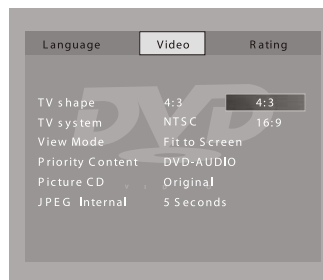 Language Video Rating
TV shape 4:3 4:3
TV system NTSC 16:9
View Mode Fit to Screen
Priority Content DVD-AUDIO
Picture CD Original
JPEG Internal 5 Seconds
DVD